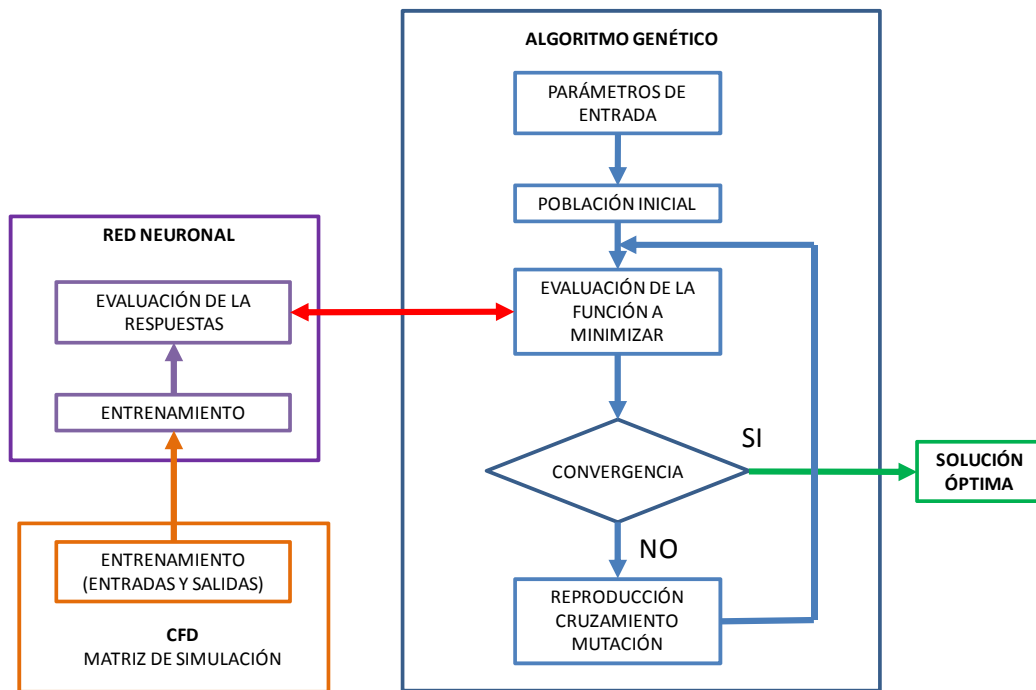 ALGORITMO GENÉTICO
PARÁMETROS DE
ENTRADA
POBLACIÓN INICIAL
EVALUACIÓN DE LA
FUNCIÓN A
MINIMIZAR
CONVERGENCIA
SI
NO
REPRODUCCIÓN
CRUZAMIENTO
MUTACIÓN
SOLUCIÓN
ÓPTIMA
RED NEURONAL
EVALUACIÓN DE LA
RESPUESTAS
ENTRENAMIENTO
ENTRENAMIENTO
(ENTRADAS Y SALIDAS)
CFD
MATRIZ DE SIMULACIÓN